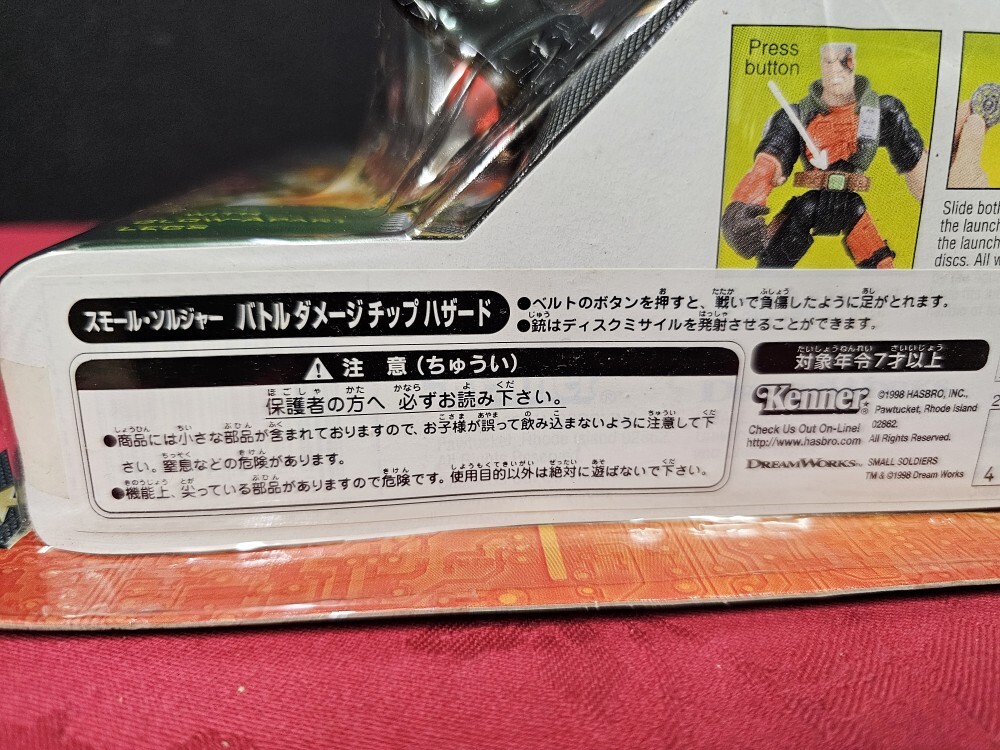 Press
button
LEGS
Slide both
the launch
the launch
discs. All w
スモール・ソルジャー バトルダメージチップハザード
●ベルトのボタンを押すと、戦いで負傷したように足がとれます。
●銃はディスクミサイルを発射させることができます。
⚠注 意(ちゅうい)
保護者の方へ 必ずお読み下さい。
●商品には小さな部品が含まれておりますので、お子様が誤って飲み込まないように注意して下
さい。窒息などの危険があります。
●機能上、尖っている部品がありますので危険です。使用目的以外は絶対に遊ばないで下さい。
対象年令7才以上
Kenner®
©1998 HASBRO, INC.,
Pawtucket, Rhode Island
02862.
All Rights Reserved.
Check Us Out On-Line!
http://www.hasbro.com
DREAMWORKS™ SMALL SOLDIERS
TM & ©1998 Dream Works
2
4